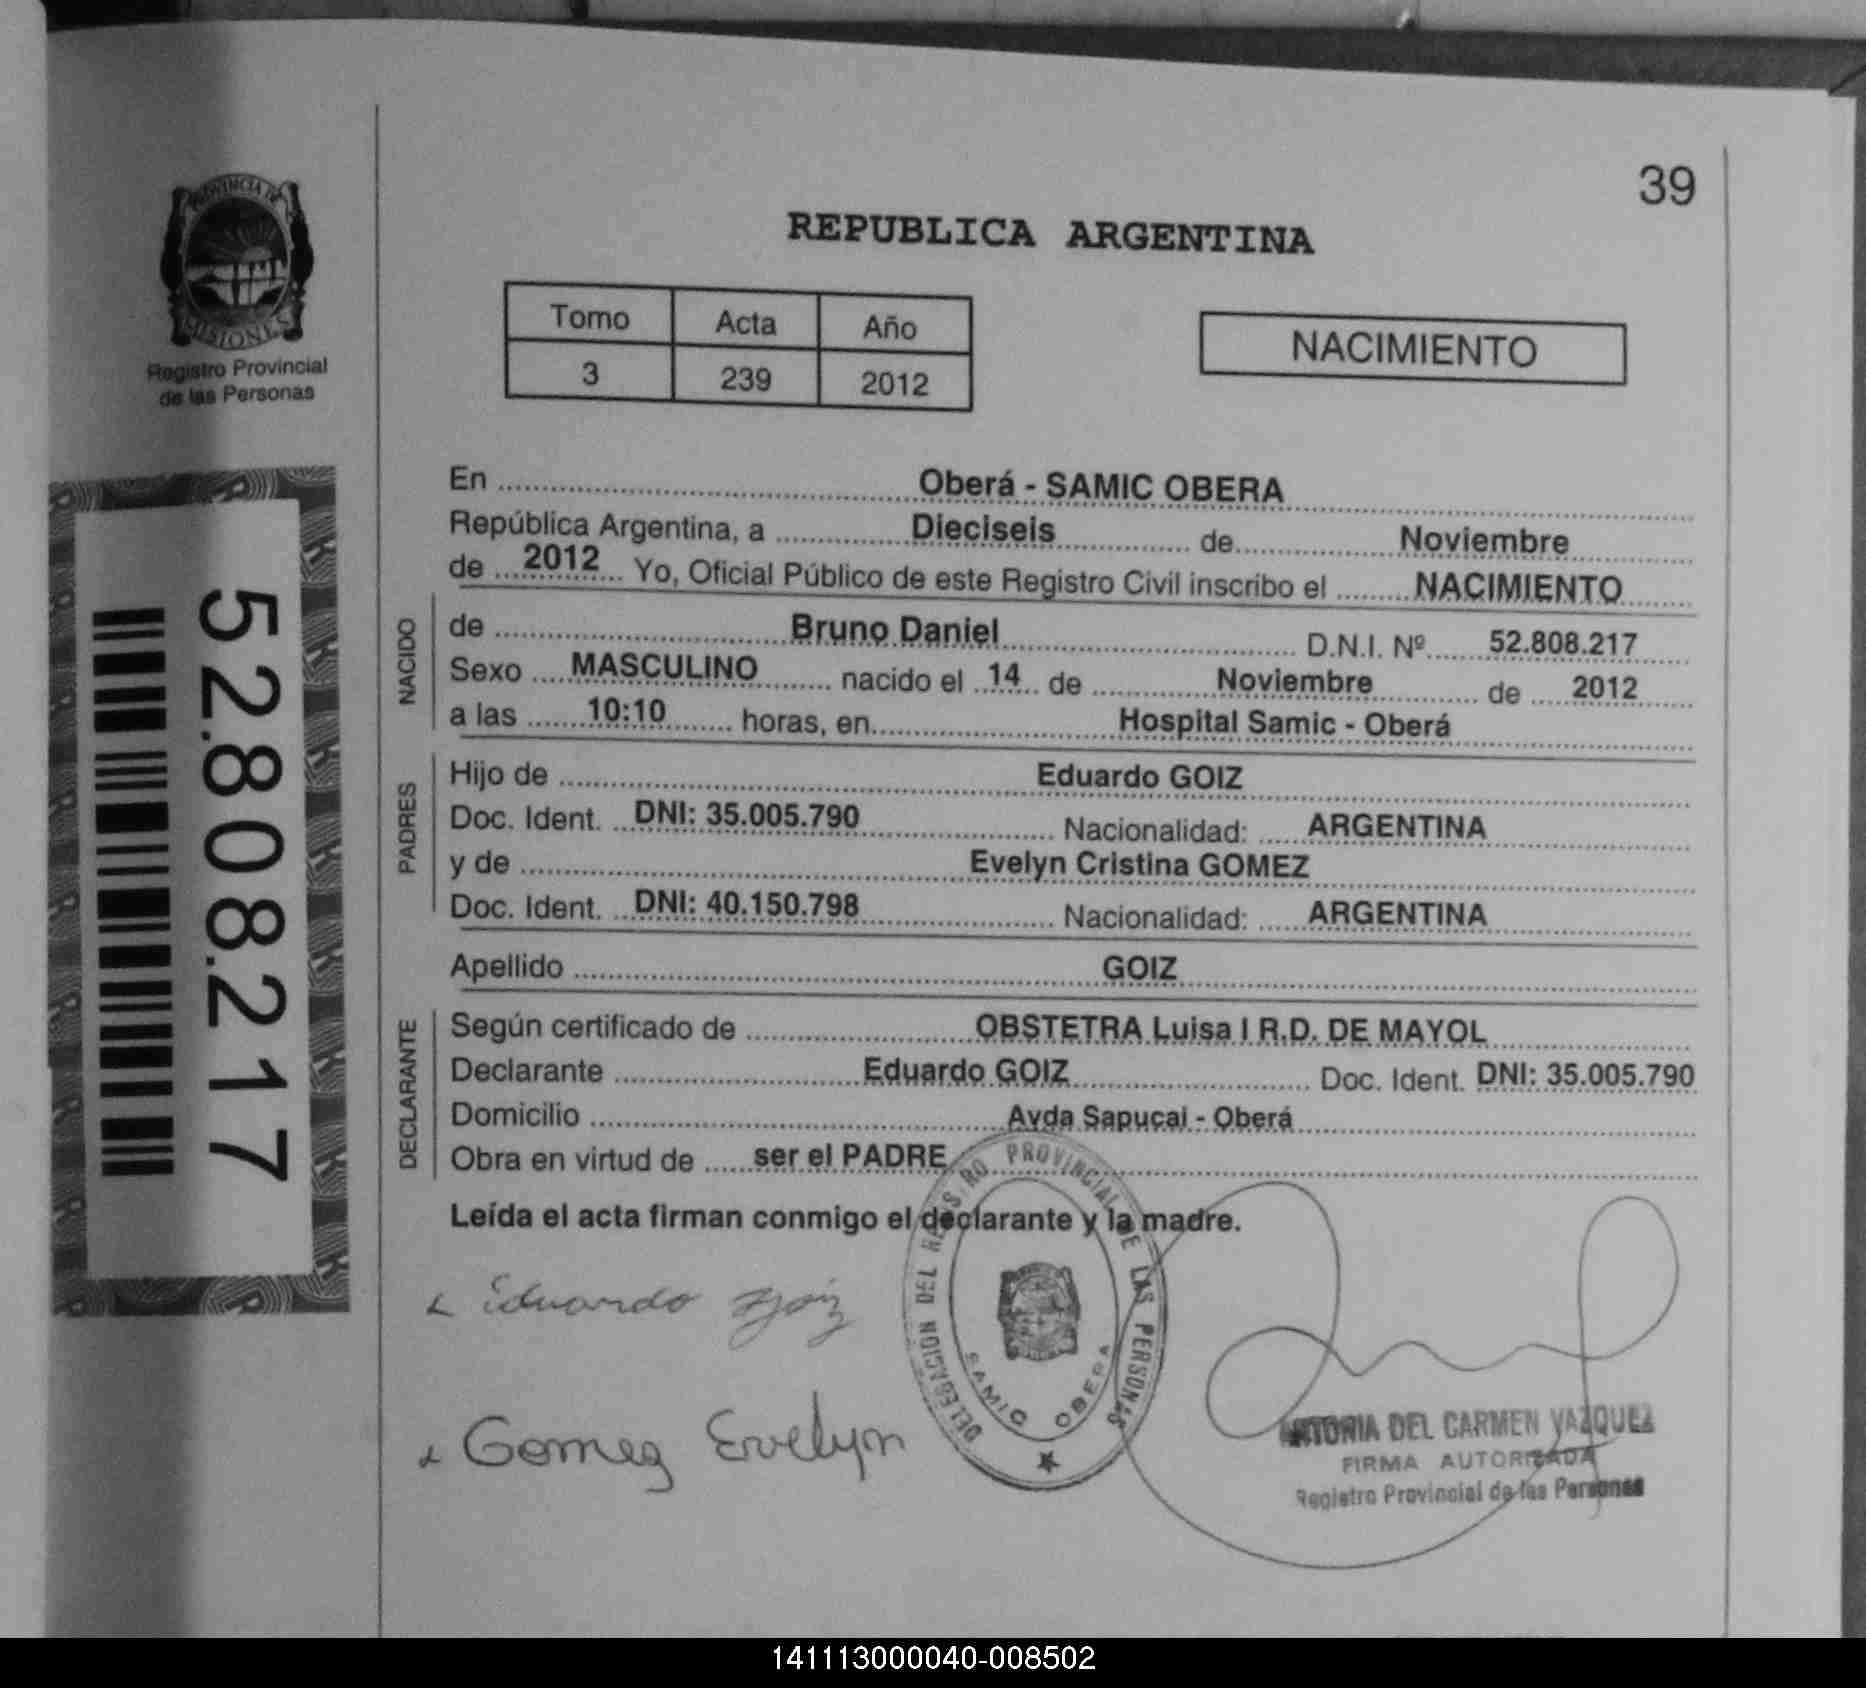 39
PROVINCIA DE
MISIONES
Registro Provincial
de las Personas
REPUBLICA ARGENTINA
Tomo Acta Año
3 239 2012
NACIMIENTO
52.808.217
En Oberá - SAMIC OBERA
República Argentina, a Dieciseis de Noviembre
de 2012 Yo, Oficial Público de este Registro Civil inscribo el NACIMIENTO
NACIDO
de Bruno Daniel D.N.I. Nº 52.808.217
Sexo MASCULINO nacido el 14 de Noviembre de 2012
a las 10:10 horas, en Hospital Samic - Oberá
PADRES
Hijo de Eduardo GOIZ
Doc. Ident. DNI: 35.005.790 Nacionalidad: ARGENTINA
y de Evelyn Cristina GOMEZ
Doc. Ident. DNI: 40.150.798 Nacionalidad: ARGENTINA
Apellido GOIZ
DECLARANTE
Según certificado de OBSTETRA Luisa I R.D. DE MAYOL
Declarante Eduardo GOIZ Doc. Ident. DNI: 35.005.790
Domicilio Avda Sapucai - Oberá
Obra en virtud de ser el PADRE
Leída el acta firman conmigo el declarante y la madre.
Eduardo Goiz
Gomez Evelyn
DELEGACION DEL REGISTRO PROVINCIAL DE LAS PERSONAS
SAMIC OBERA
DEL CARMEN VAZQUEZ
FIRMA AUTORIZADA
Registro Provincial de las Personas
141113000040-008502